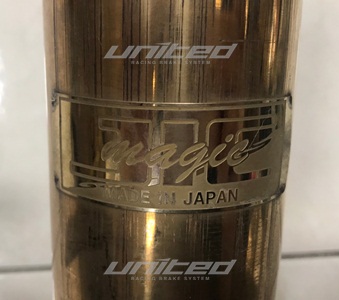 united
RACING BRAKE SYSTEM
magic
MADE IN JAPAN
united
RACING BRAKE SYSTEM